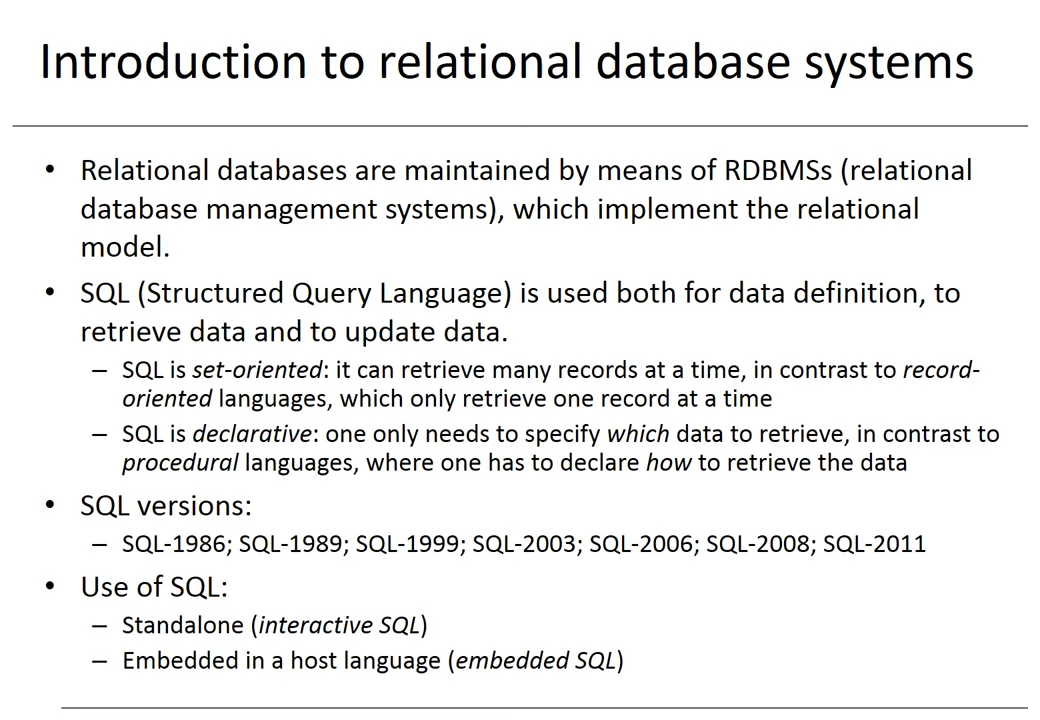 Introduction to relational database systems
• Relational databases are maintained by means of RDBMSs (relational
database management systems), which implement the relational
model.
• SQL (Structured Query Language) is used both for data definition, to
retrieve data and to update data.
– SQL is set-oriented: it can retrieve many records at a time, in contrast to record-
oriented languages, which only retrieve one record at a time
– SQL is declarative: one only needs to specify which data to retrieve, in contrast to
procedural languages, where one has to declare how to retrieve the data
• SQL versions:
– SQL-1986; SQL-1989; SQL-1999; SQL-2003; SQL-2006; SQL-2008; SQL-2011
• Use of SQL:
– Standalone (interactive SQL)
– Embedded in a host language (embedded SQL)